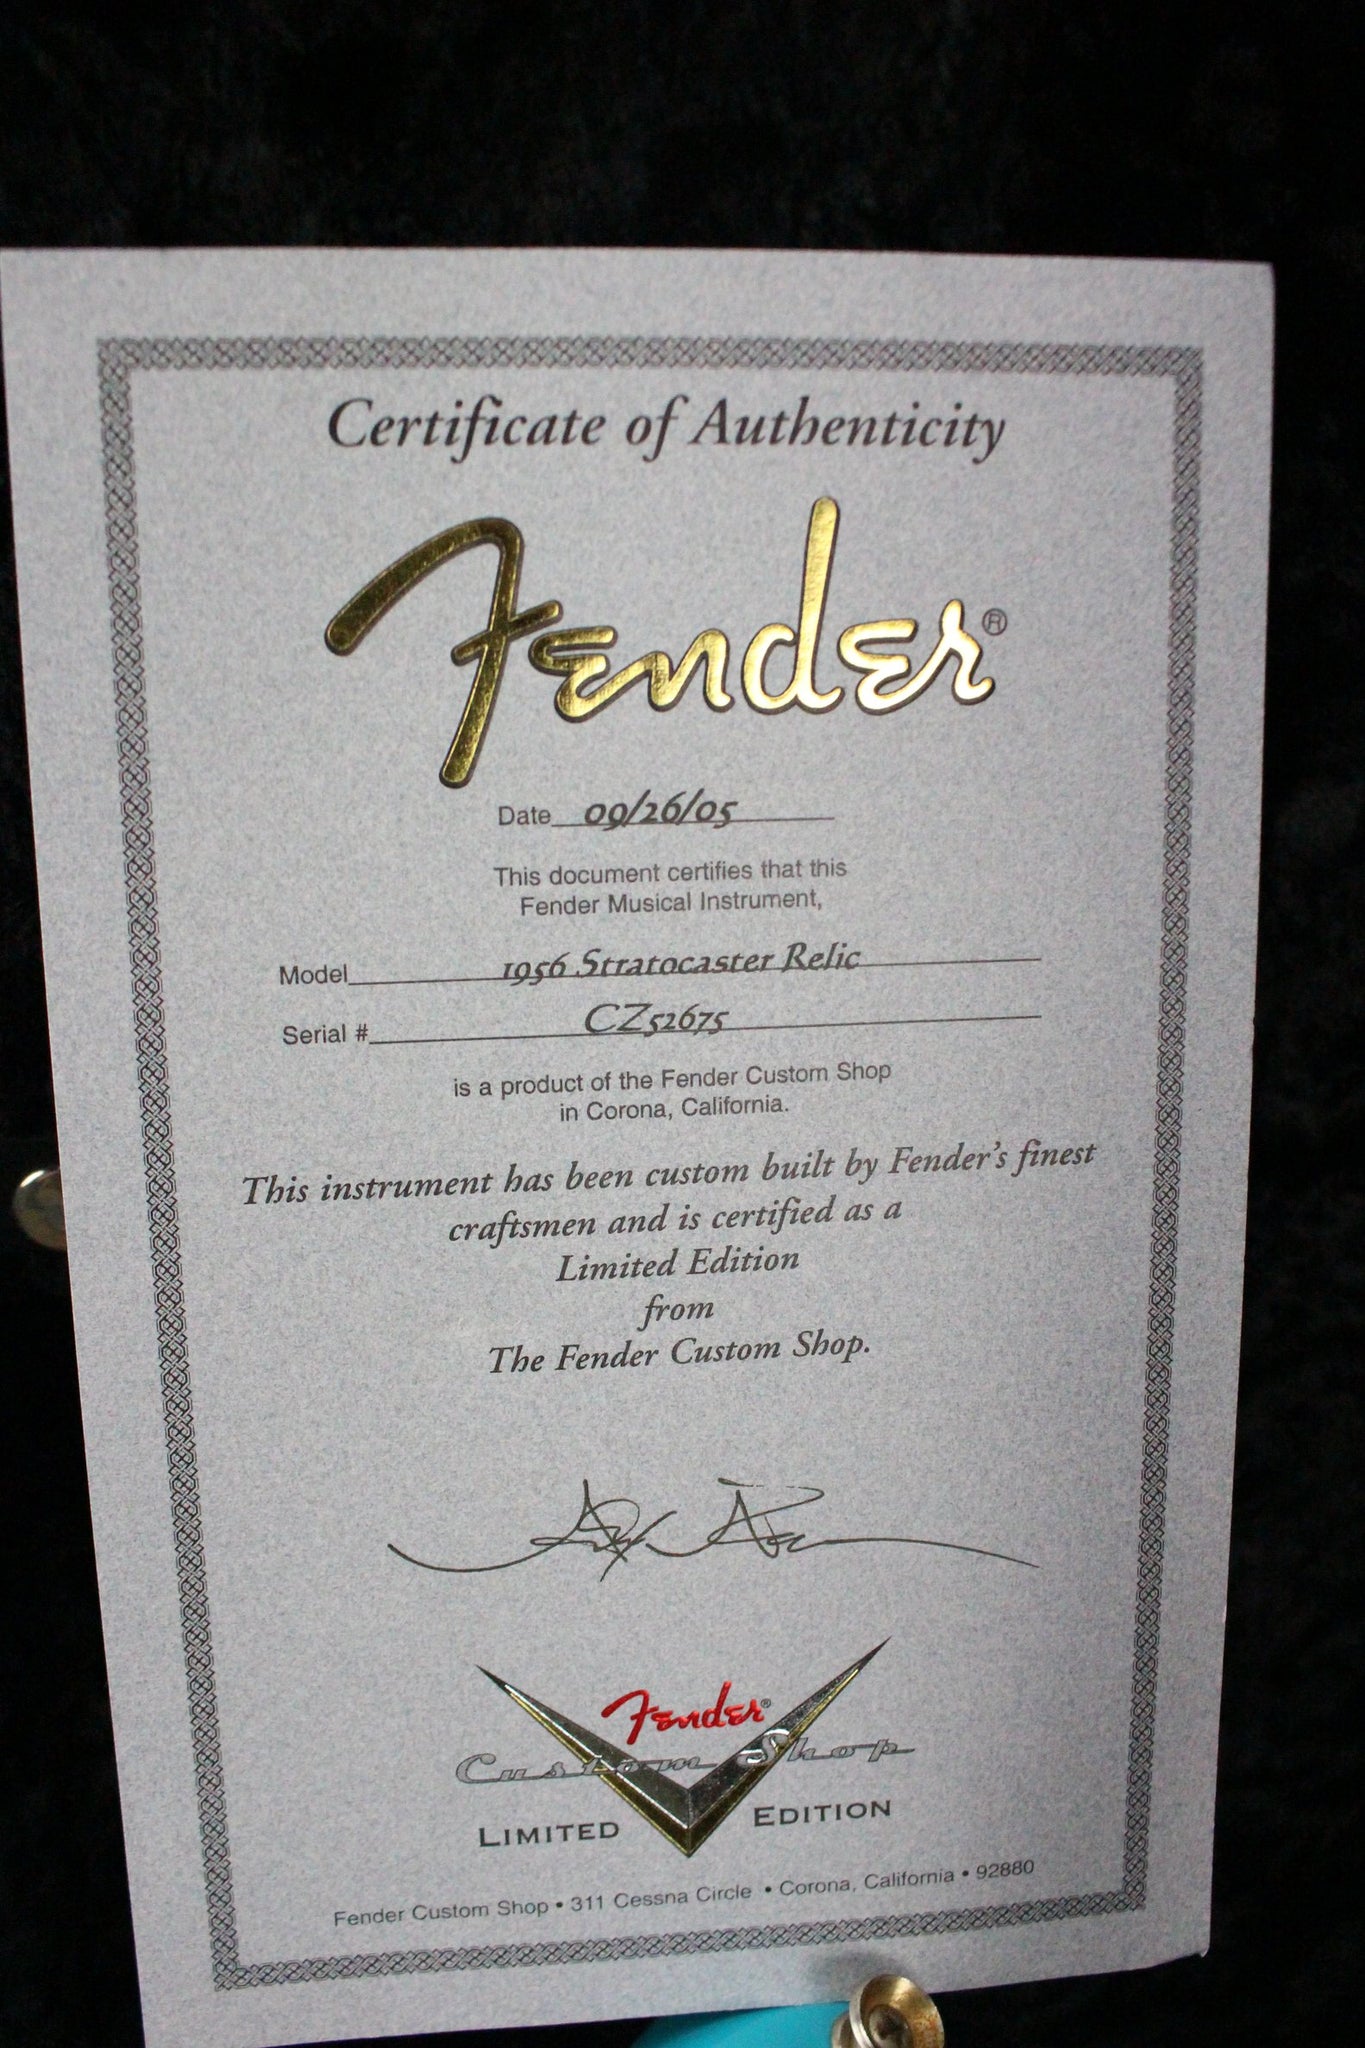 Certificate of Authenticity
Fender®
Date 09/26/05
This document certifies that this
Fender Musical Instrument,
Model 1956 Stratocaster Relic
Serial # CZ52675
is a product of the Fender Custom Shop
in Corona, California.
This instrument has been custom built by Fender's finest
craftsmen and is certified as a
Limited Edition
from
The Fender Custom Shop.
Fender®
Custom Shop
LIMITED EDITION
Fender Custom Shop • 311 Cessna Circle • Corona, California • 92880